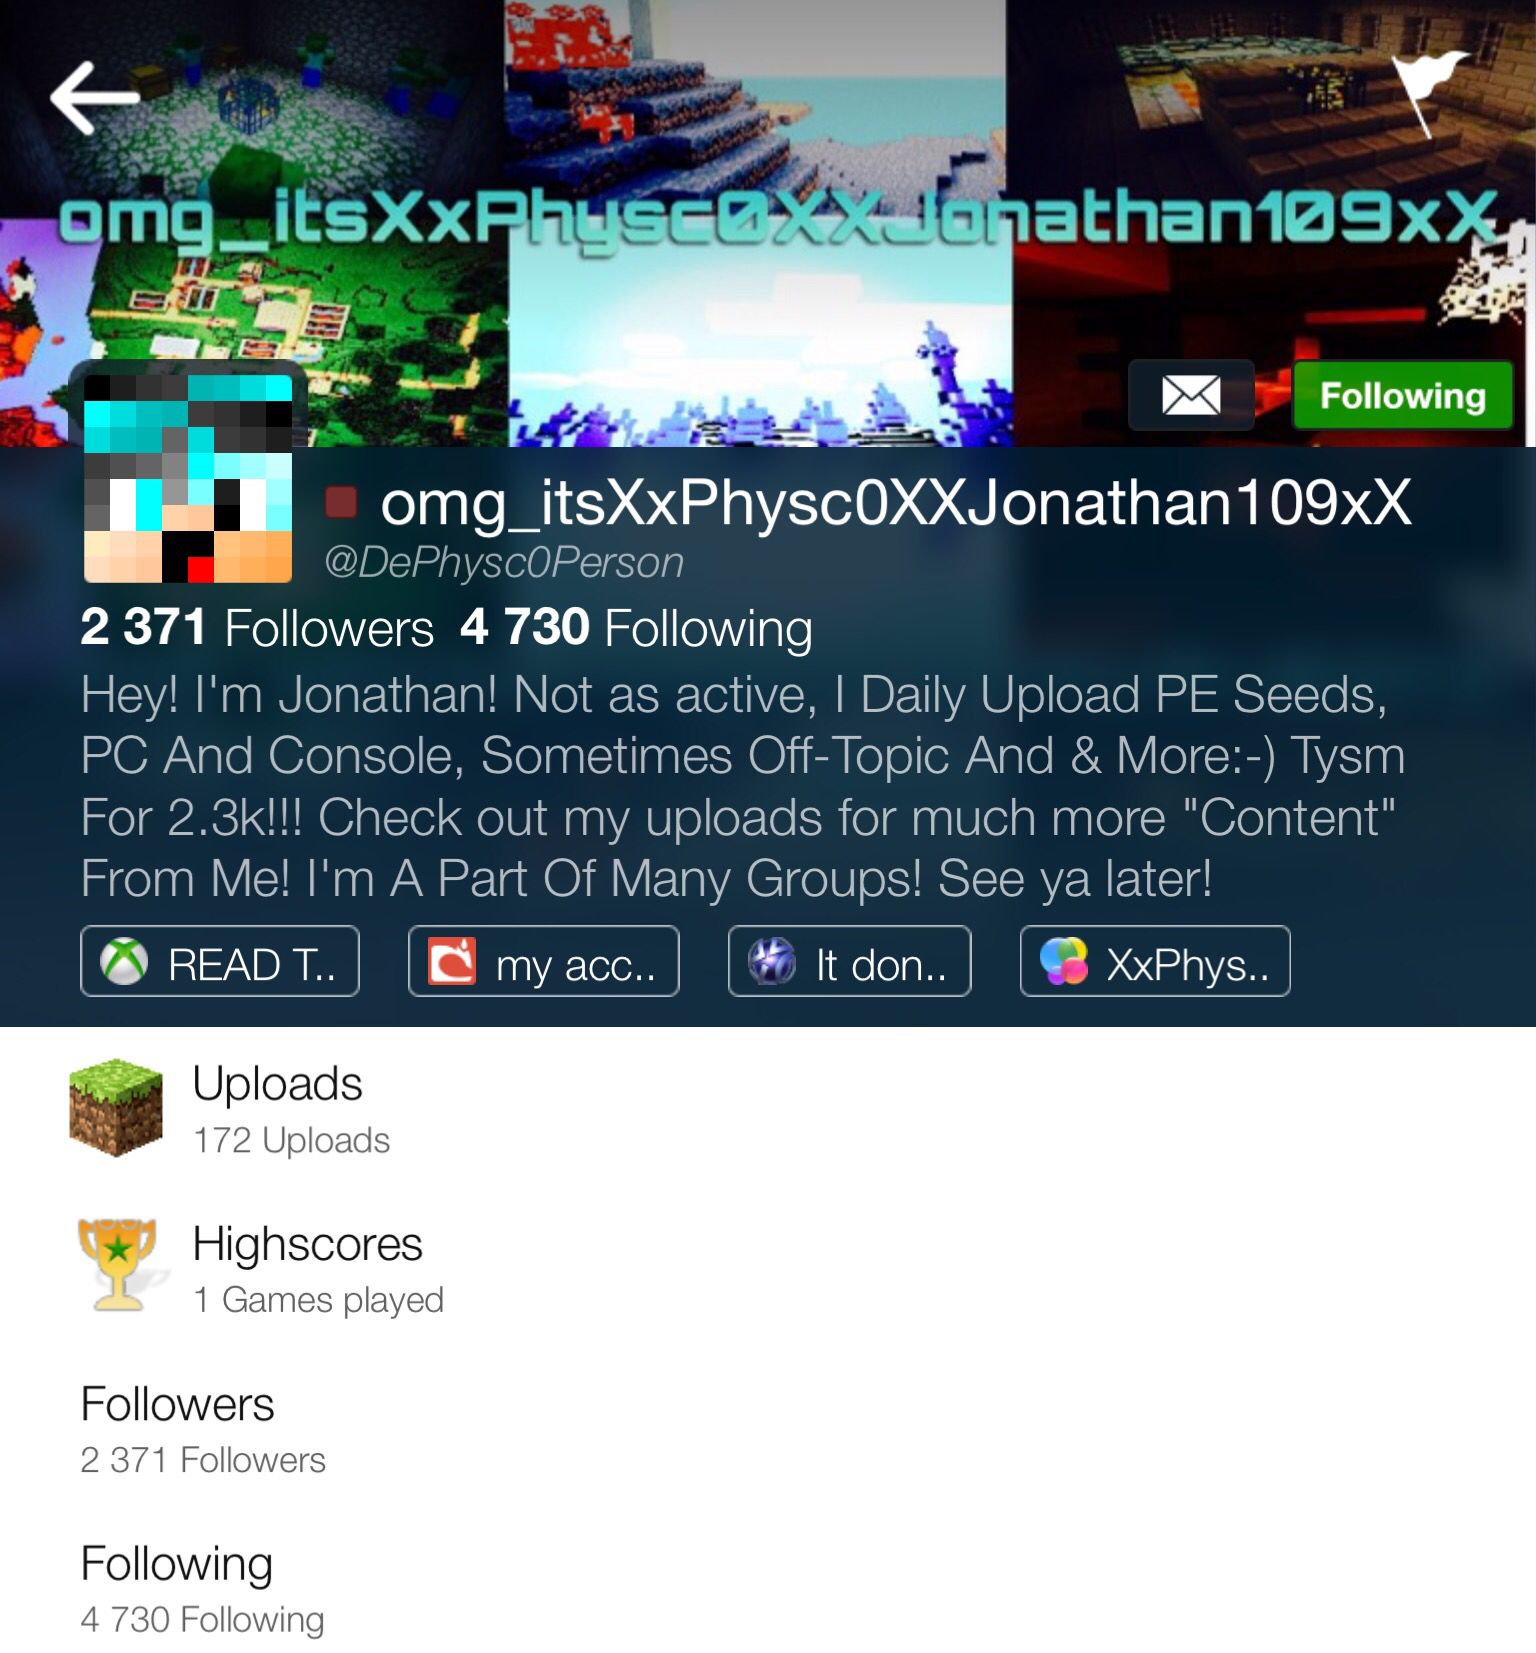 omg_itsXxPhysc0XXJonathan109xX
Following
omg_itsXxPhysc0XXJonathan109xX
@DePhysc0Person
2 371 Followers 4 730 Following
Hey! I'm Jonathan! Not as active, I Daily Upload PE Seeds,
PC And Console, Sometimes Off-Topic And & More:-) Tysm
For 2.3k!!! Check out my uploads for much more "Content"
From Me! I'm A Part Of Many Groups! See ya later!
READ T.. my acc.. It don.. XxPhys..
Uploads
172 Uploads
Highscores
1 Games played
Followers
2 371 Followers
Following
4 730 Following